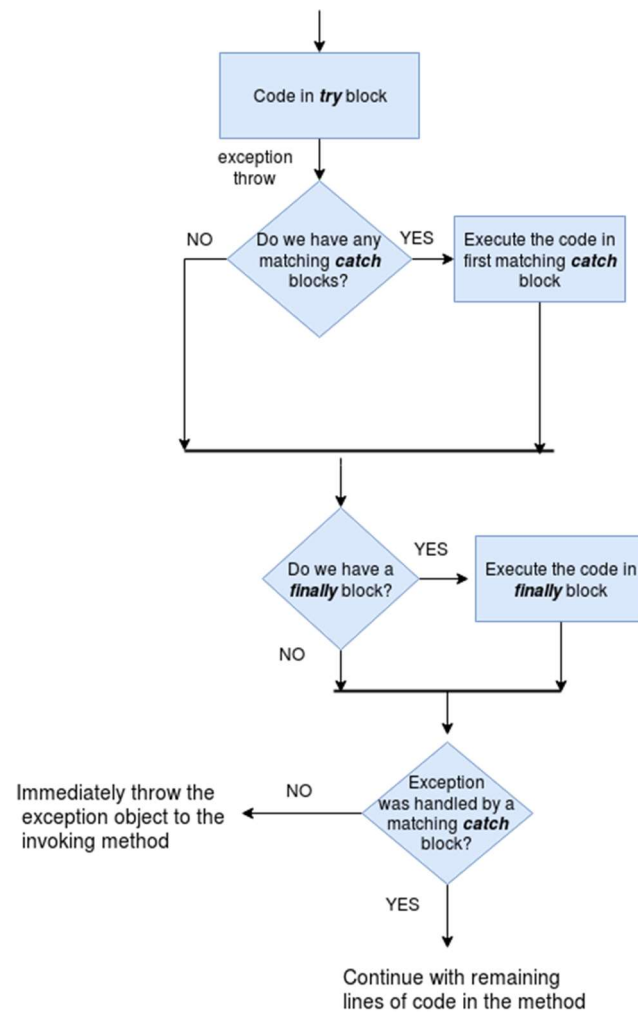 Code in try block
exception
throw
NO
Do we have any
matching catch
blocks?
YES
Execute the code in
first matching catch
block
Do we have a
finally block?
YES
Execute the code in
finally block
NO
Exception
was handled by a
matching catch
block?
NO
Immediately throw the
exception object to the
invoking method
YES
Continue with remaining
lines of code in the method